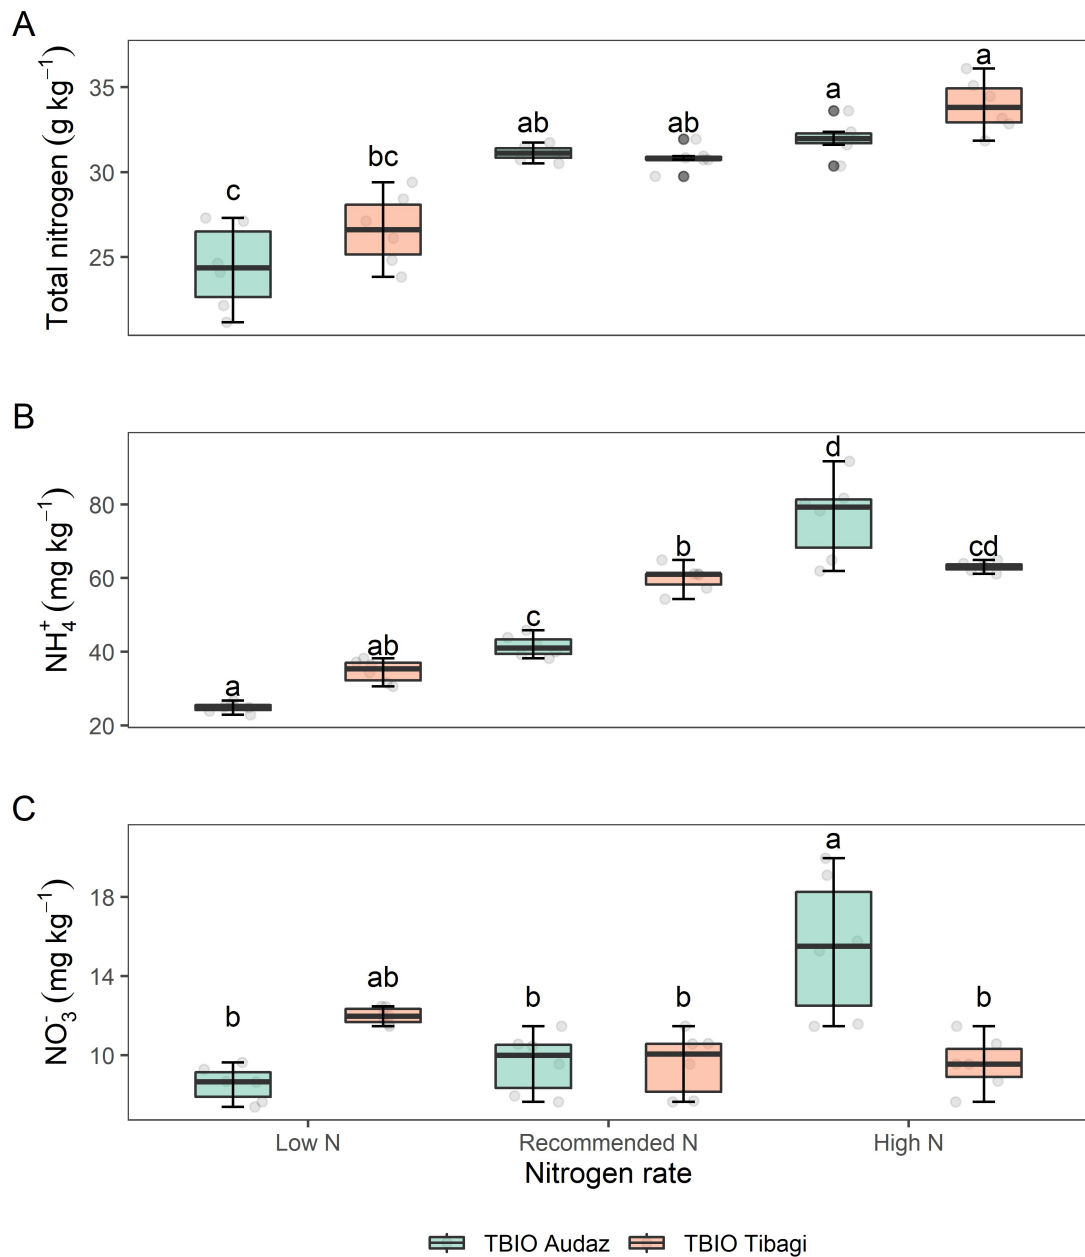 A
Total nitrogen (g kg⁻¹)
35
30
25
c
bc
ab
ab
a
a
B
NH₄⁺ (mg kg⁻¹)
80
60
40
20
a
ab
c
b
d
cd
C
NO₃⁻ (mg kg⁻¹)
18
14
10
b
ab
b
b
a
b
Low N
Recommended N
High N
Nitrogen rate
TBIO Audaz
TBIO Tibagi